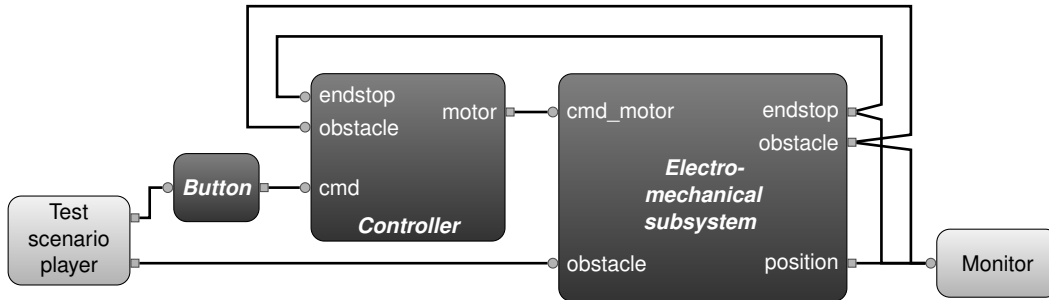 Test
scenario
player
Button
endstop
obstacle
cmd
motor
Controller
cmd_motor
obstacle
endstop
obstacle
Electro-
mechanical
subsystem
position
Monitor